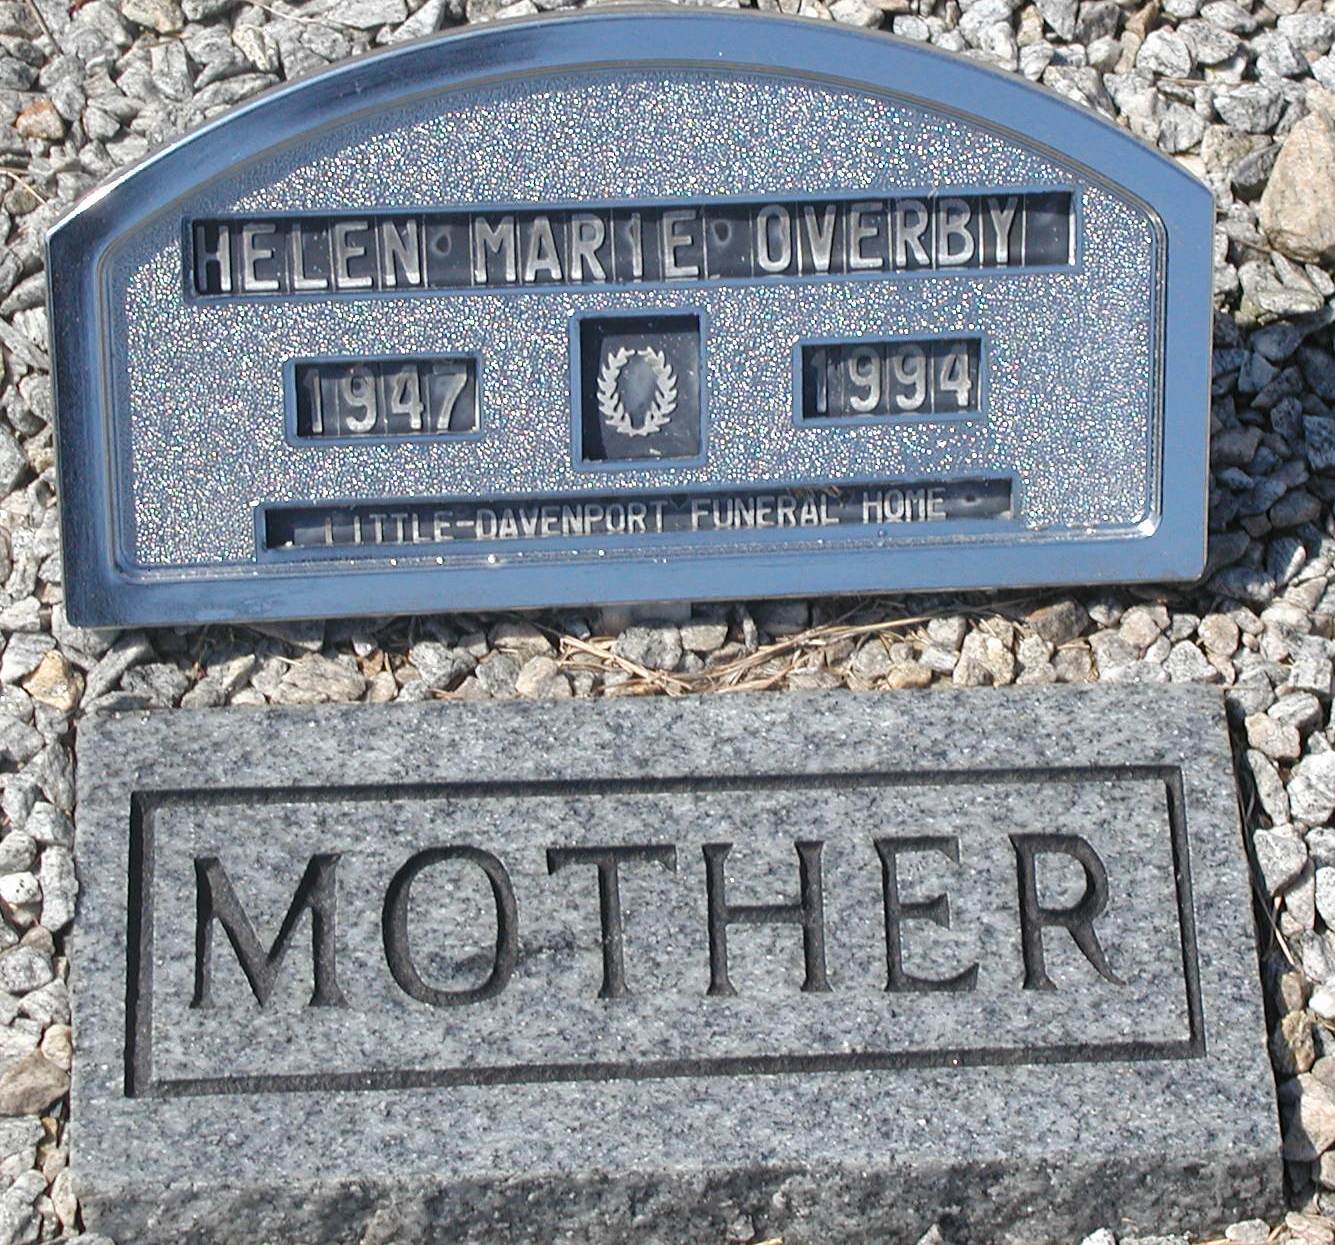 HELEN MARIE OVERBY
1947 1994
LITTLE-DAVENPORT FUNERAL HOME
MOTHER